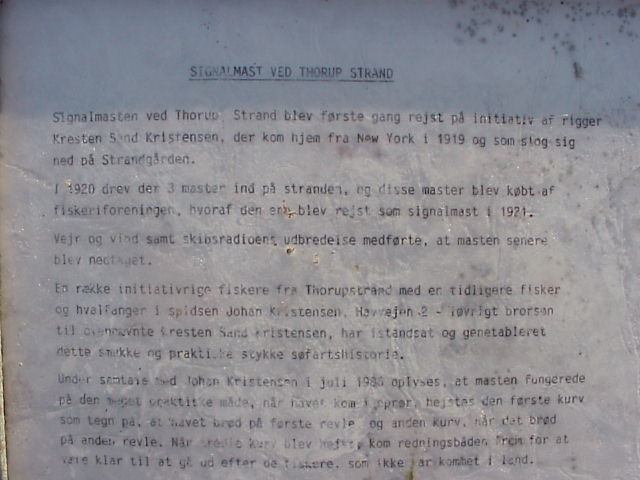 SIGNALMAST VED THORUP STRAND
Signalmasten ved Thorup Strand blev første gang rejst på initiativ af rigger
Kresten Sand Kristensen, der kom hjem fra New York i 1919 og som slog sig
ned på Strandgården.
I 1920 drev der 3 master ind på stranden, og disse master blev købt af
fiskeriforeningen, hvoraf den ene blev rejst som signalmast i 1921.
Vejr og vind samt skibsradioens udbredelse medførte, at masten senere
blev nedtaget.
En række initiativrige fiskere fra Thorupstrand med en tidligere fisker
og hvalfanger i spidsen Johan Kristensen, Havvejen 2 - iøvrigt brorsøn
til ovennævnte Kresten Sand Kristensen, har istandsat og genetableret
dette smukke og praktiske stykke søfartshistorie.
Under samtale med Johan Kristensen i juli oplyses, at masten fungerede
på den meget praktiske måde, når havet kom i oprør, hejstes den første kurv
som tegn på, at havet brød på første revle og anden kurv, når det brød
på anden revle. Når tredie kurv blev hejst, kom redningsbåden frem for at
være klar til at gå ud efter de fiskere, som ikke var kommet i land.